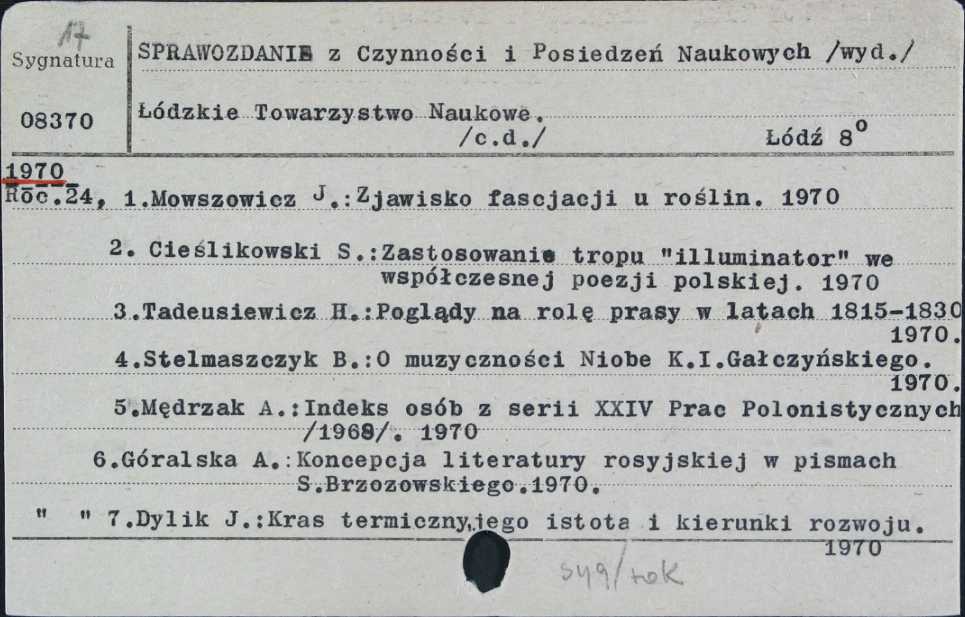 17
Sygnatura
SPRAWOZDANIE z Czynności i Posiedzeń Naukowych /wyd./
08370
Łódzkie Towarzystwo Naukowe.
/c.d./ Łódź 8o
1970
Roc.24, 1.Mowszowicz J.:Zjawisko fascjacji u roślin. 1970
2. Cieślikowski S.:Zastosowanie tropu "illuminator" we
współczesnej poezji polskiej. 1970
3.Tadeusiewicz H.:Poglądy na rolę prasy w latach 1815-1830
1970.
4.Stelmaszczyk B.:O muzyczności Niobe K.I.Gałczyńskiego.
1970.
5.Mędrzak A.:Indeks osób z serii XXIV Prac Polonistycznych
/1968/. 1970
6.Góralska A.:Koncepcja literatury rosyjskiej w pismach
S.Brzozowskiego.1970.
" " 7.Dylik J.:Kras termiczny,jego istota i kierunki rozwoju.
1970
syg/rok